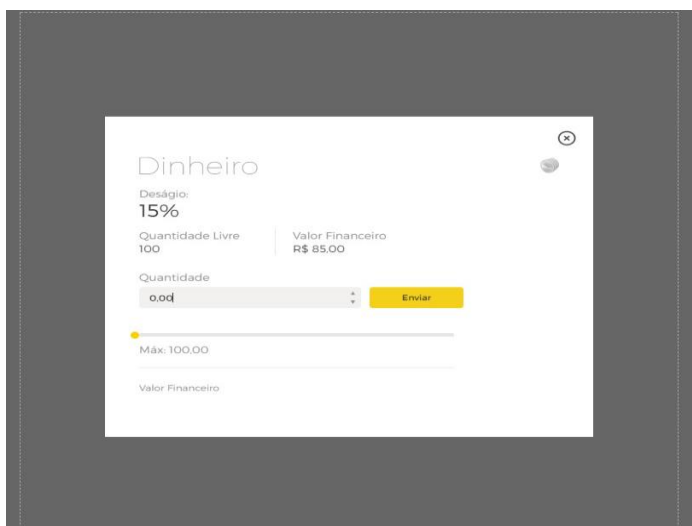 Dinheiro
Deságio:
15%
Quantidade Livre
100
Valor Financeiro
R$ 85.00
Quantidade
0,00
Enviar
Máx: 100,00
Valor Financeiro